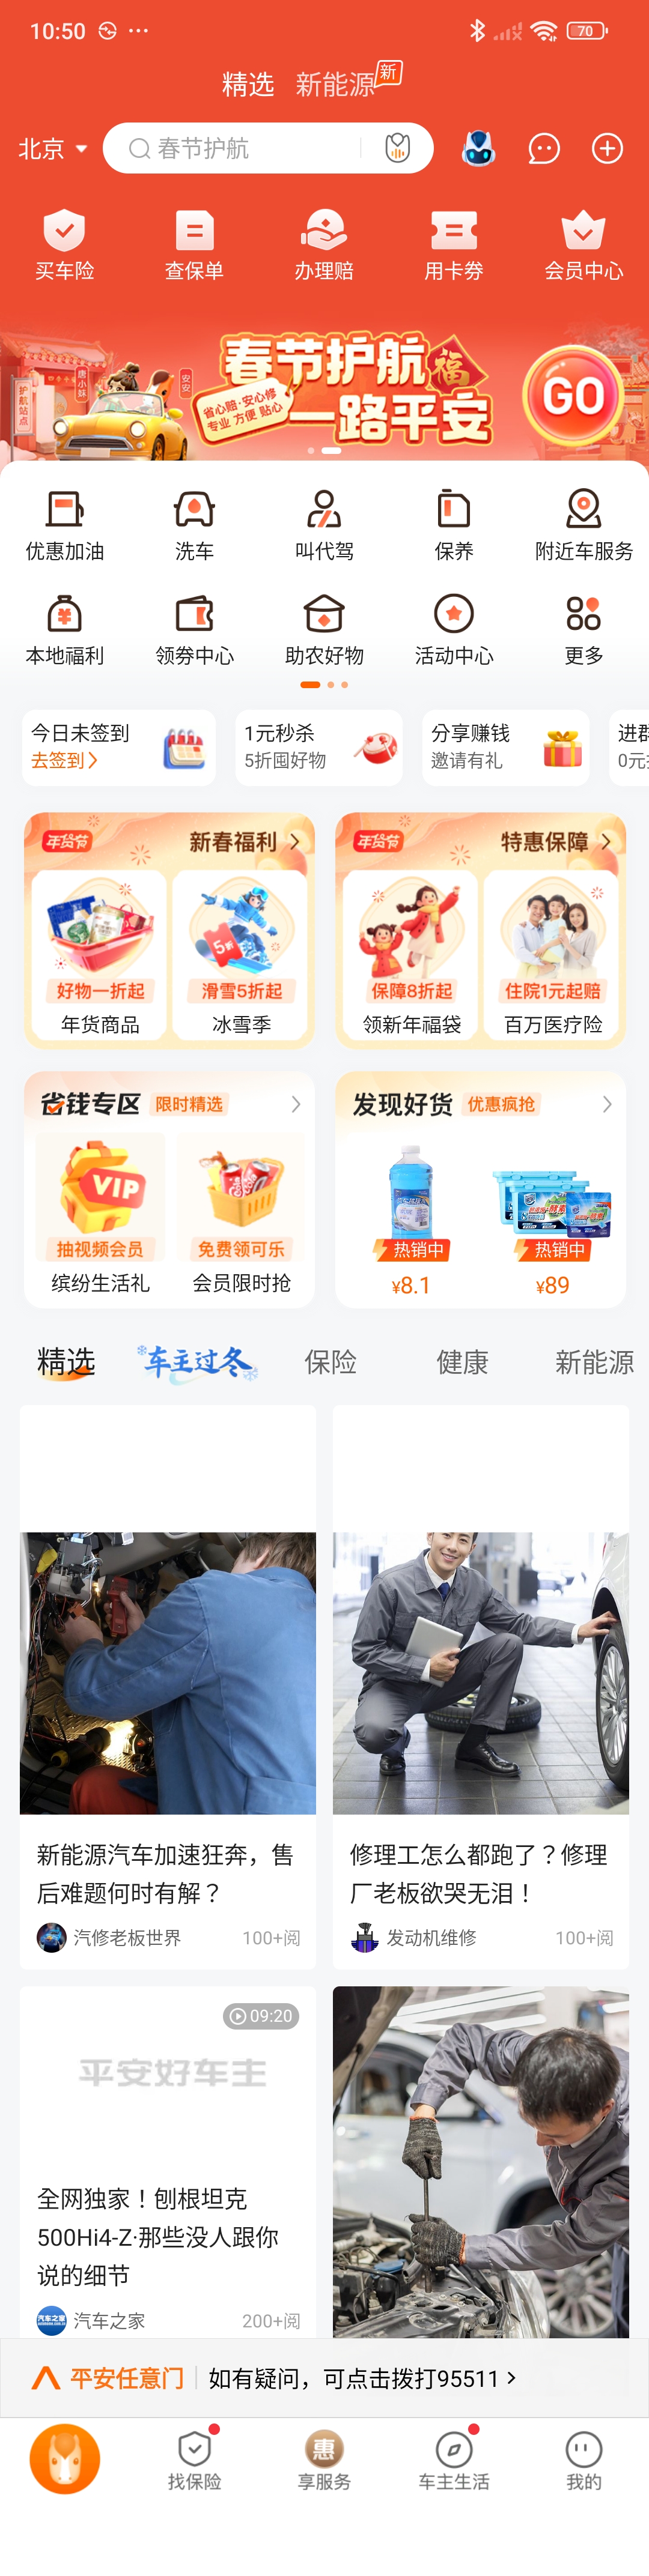 10:50
70
精选 新能源 新
北京 春节护航
买车险 查保单 办理赔 用卡券 会员中心
护航站点
唐小妹
安安
春节护航 福
省心赔·安心修
专业 方便 贴心
一路平安
GO
优惠加油 洗车 叫代驾 保养 附近车服务
本地福利 领券中心 助农好物 活动中心 更多
今日未签到
去签到
1元秒杀
5折囤好物
分享赚钱
邀请有礼
进群
0元
年货节 新春福利
好物一折起 滑雪5折起
年货商品 冰雪季
年货节 特惠保障
保障8折起 住院1元起赔
领新年福袋 百万医疗险
省钱专区 限时精选
VIP
抽视频会员 免费领可乐
缤纷生活礼 会员限时抢
发现好货 优惠疯抢
热销中 热销中
¥8.1 ¥89
精选 车主过冬 保险 健康 新能源
新能源汽车加速狂奔，售
后难题何时有解？
汽修老板世界 100+阅
修理工怎么都跑了？修理
厂老板欲哭无泪！
发动机维修 100+阅
09:20
平安好车主
全网独家！刨根坦克
500Hi4-Z·那些没人跟你
说的细节
汽车之家 200+阅
平安任意门 如有疑问，可点击拨打95511
找保险 惠 享服务 车主生活 我的